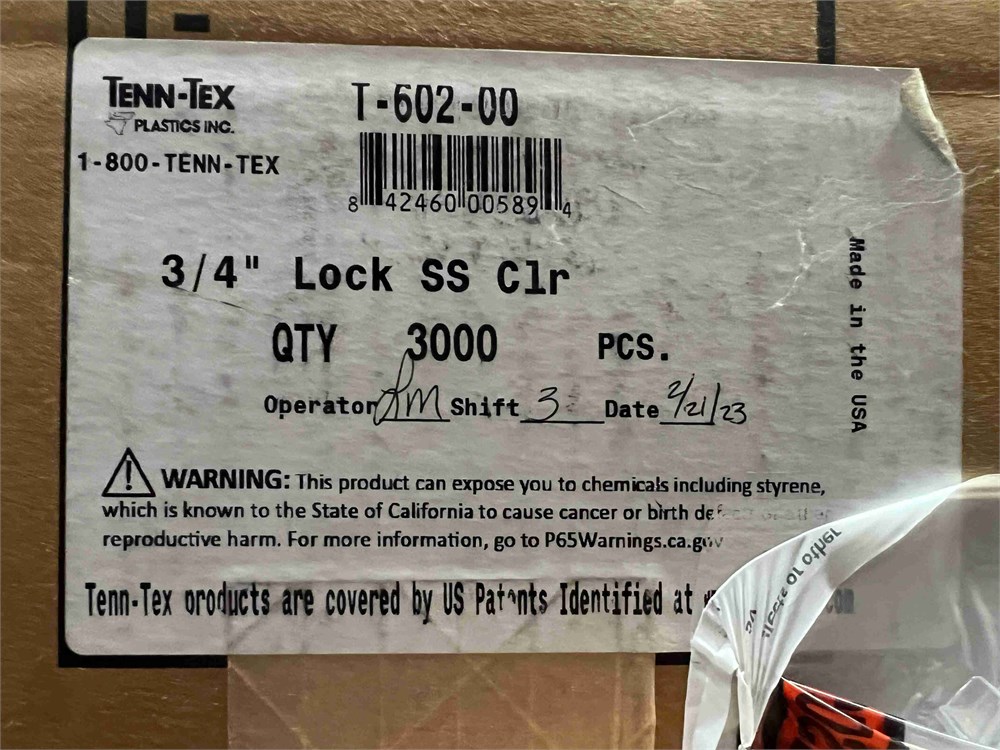 TENN-TEX
PLASTICS INC.
1-800-TENN-TEX
T-602-00
8 42460 00589 4
3/4" Lock SS Clr
QTY 3000 PCS.
Operator Shift 3 Date 2/21/23
Made in the USA
WARNING: This product can expose you to chemicals including styrene,
which is known to the State of California to cause cancer or birth
reproductive harm. For more information, go to P65Warnings.ca.gov
Tenn-Tex products are covered by US Patents Identified at
or other